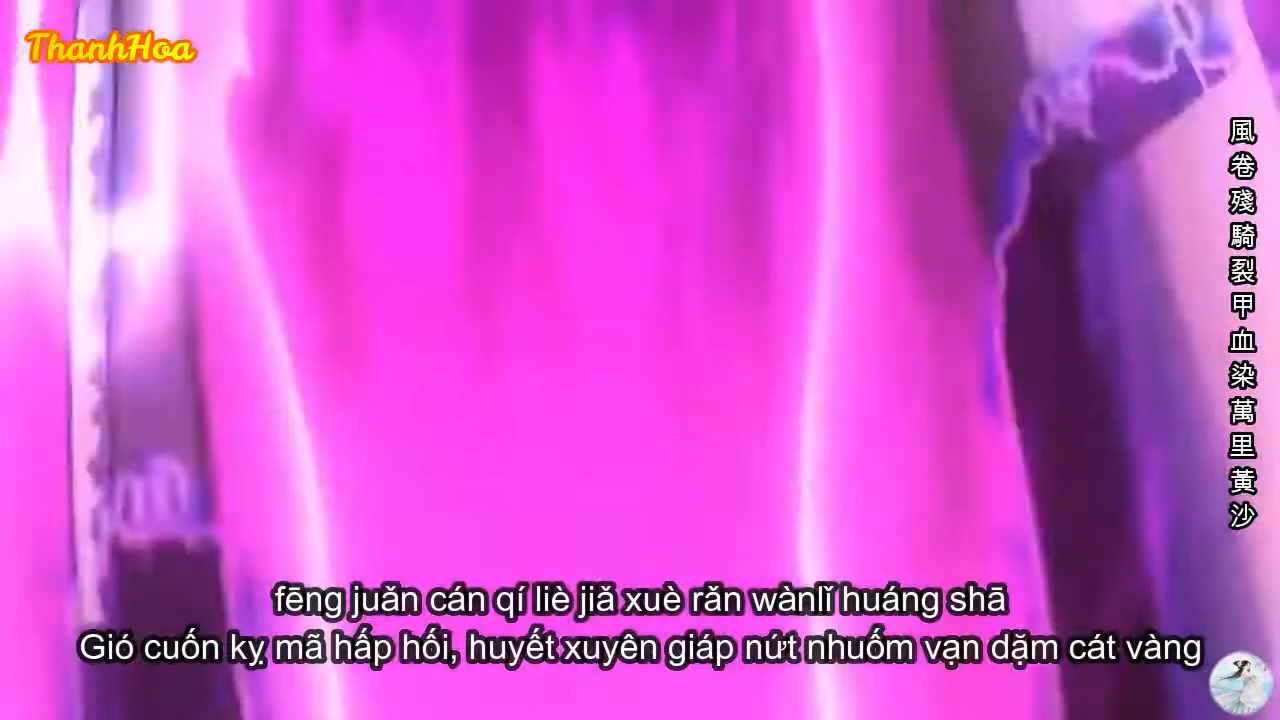 ThanhHoa
風卷殘騎裂甲血染萬里黃沙
fēng juǎn cán qí liè jiǎ xuè rǎn wànlǐ huáng shā
Gió cuốn kỵ mã hấp hối, huyết xuyên giáp nứt nhuốm vạn dặm cát vàng